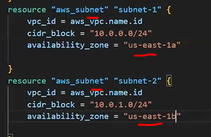 resource "aws_subnet" "subnet-1" {
vpc_id = aws_vpc.name.id
cidr_block = "10.0.0.0/24"
availability_zone = "us-east-1a"
}
resource "aws_subnet" "subnet-2" {
vpc_id = aws_vpc.name.id
cidr_block = "10.0.1.0/24"
availability_zone = "us-east-1b"
}